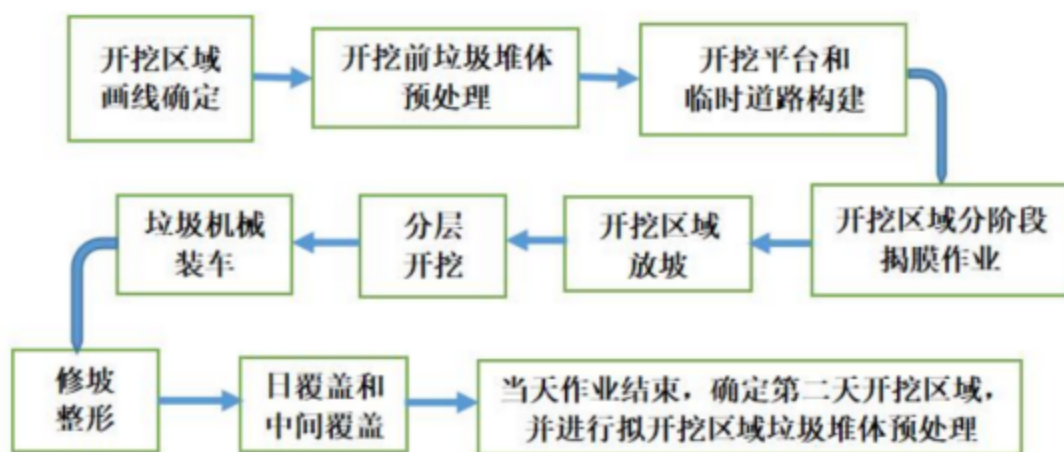 开挖区域
画线确定
开挖前垃圾堆体
预处理
开挖平台和
临时道路构建
开挖区域分阶段
揭膜作业
开挖区域
放坡
分层
开挖
垃圾机械
装车
修坡
整形
日覆盖和
中间覆盖
当天作业结束，确定第二天开挖区域，
并进行拟开挖区域垃圾堆体预处理